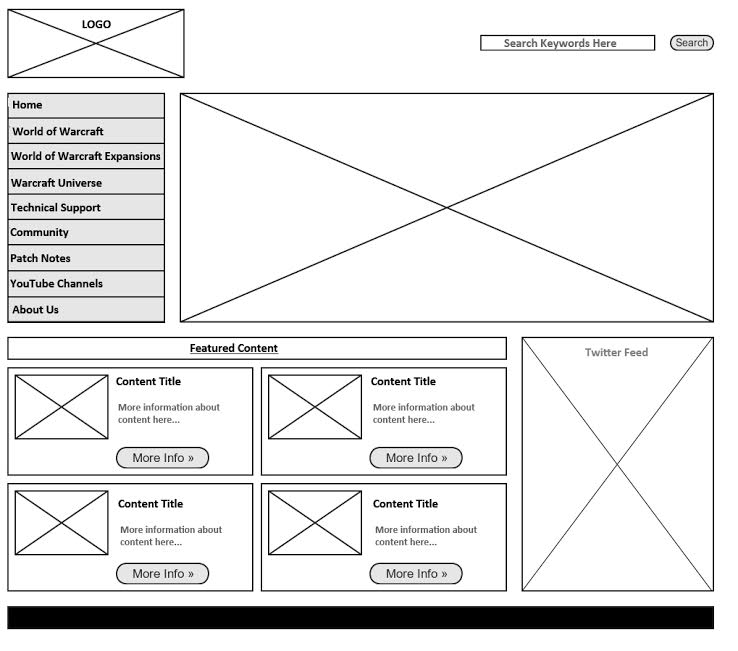 LOGO
Search Keywords Here
Search
Home
World of Warcraft
World of Warcraft Expansions
Warcraft Universe
Technical Support
Community
Patch Notes
YouTube Channels
About Us
Featured Content
Twitter Feed
Content Title
More information about
content here...
More Info »
Content Title
More information about
content here...
More Info »
Content Title
More information about
content here...
More Info »
Content Title
More information about
content here...
More Info »